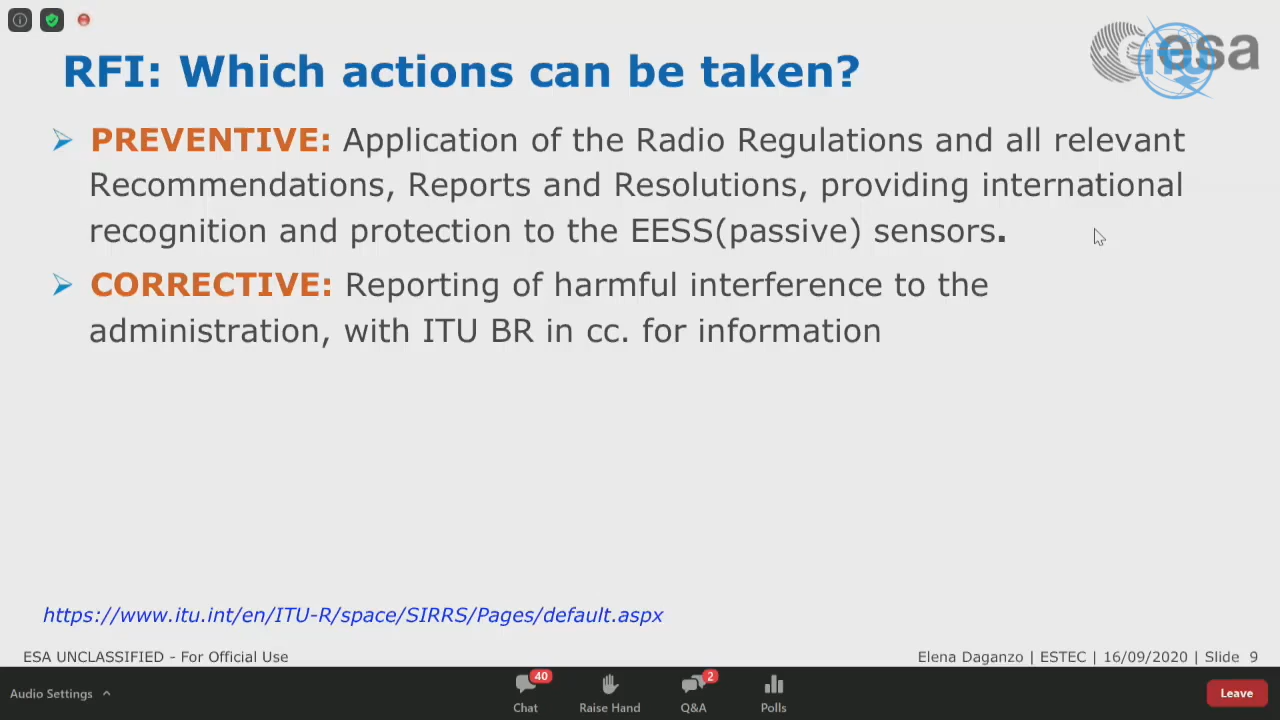 RFI: Which actions can be taken?
esa
ITU
PREVENTIVE: Application of the Radio Regulations and all relevant
Recommendations, Reports and Resolutions, providing international
recognition and protection to the EESS(passive) sensors.
CORRECTIVE: Reporting of harmful interference to the
administration, with ITU BR in cc. for information
https://www.itu.int/en/ITU-R/space/SIRRS/Pages/default.aspx
ESA UNCLASSIFIED - For Official Use
Elena Daganzo | ESTEC | 16/09/2020 | Slide 9
Audio Settings
40
Chat
Raise Hand
2
Q&A
Polls
Leave